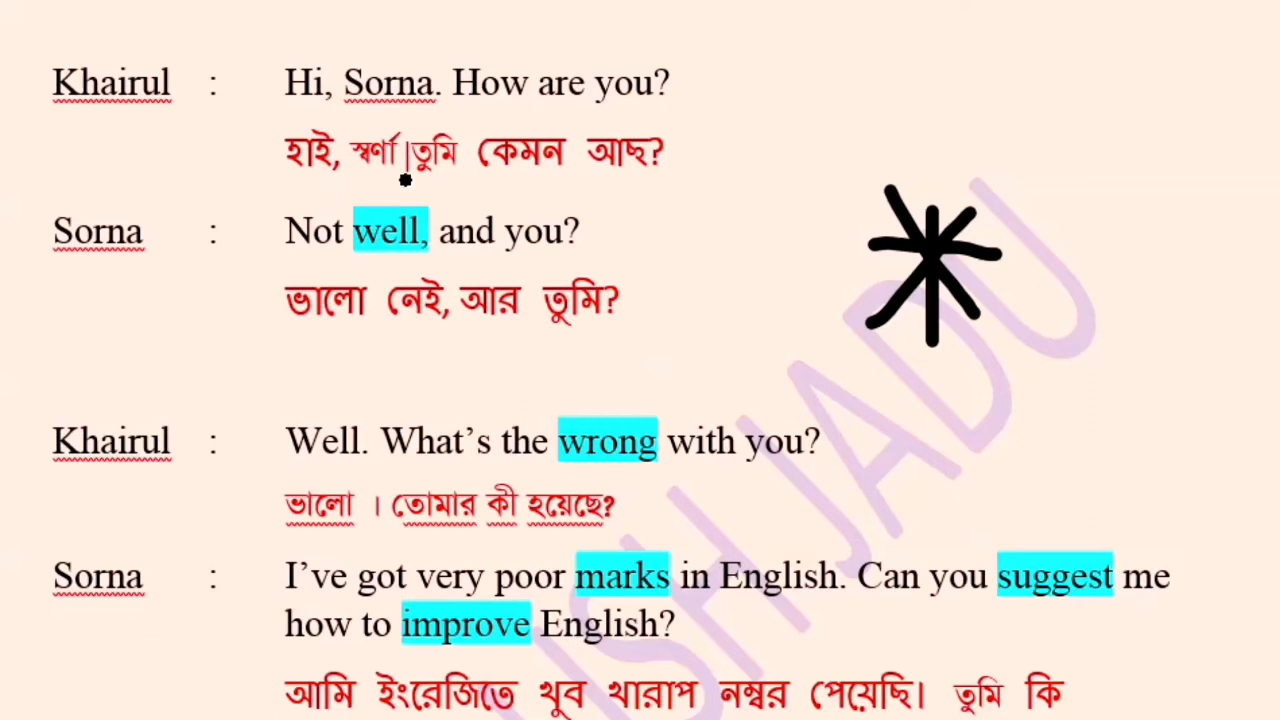 Khairul : Hi, Sorna. How are you?
হাই, স্বর্ণা |তুমি কেমন আছ?
Sorna : Not well, and you?
ভালো নেই, আর তুমি?
Khairul : Well. What's the wrong with you?
ভালো । তোমার কী হয়েছে?
Sorna : I've got very poor marks in English. Can you suggest me
how to improve English?
আমি ইংরেজিতে খুব খারাপ নম্বর পেয়েছি। তুমি কি
JADU